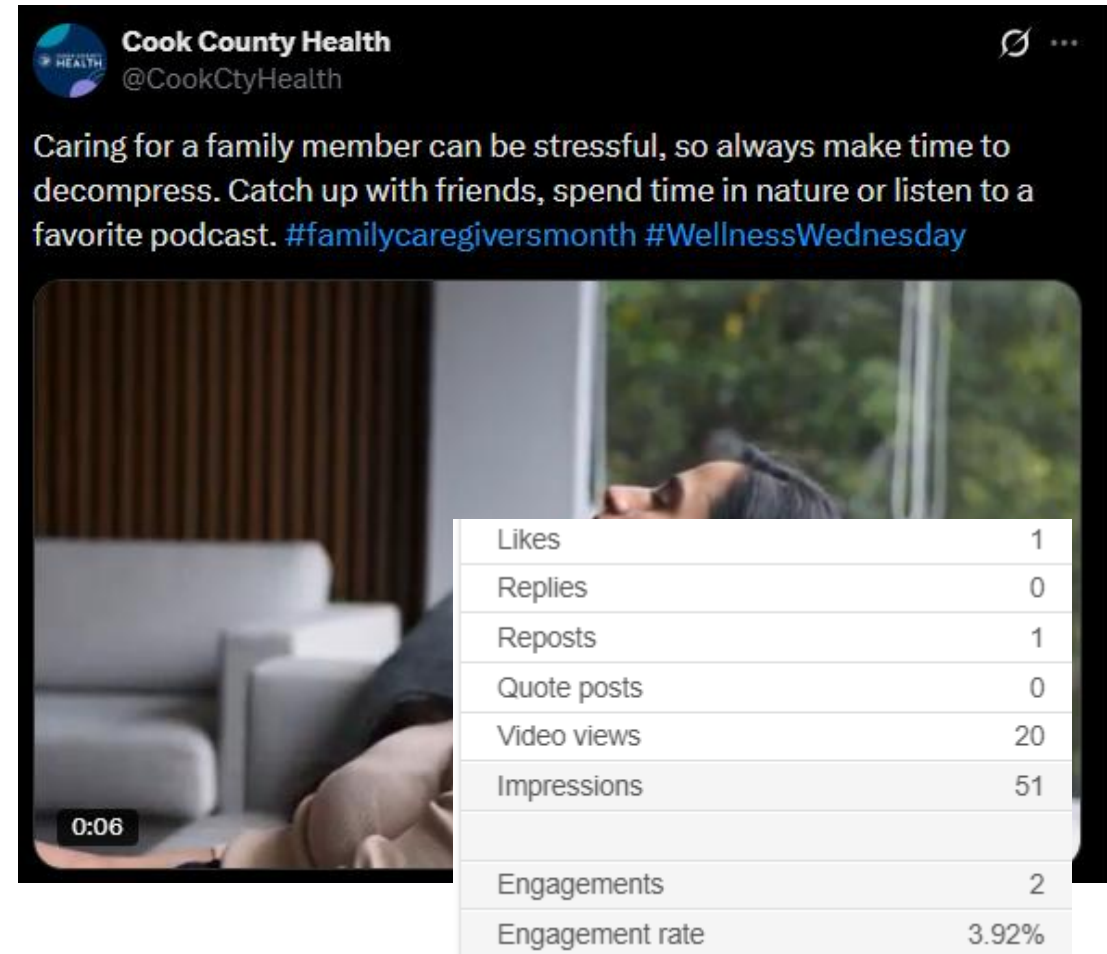 Cook County Health
@CookCtyHealth
HEALTH
Caring for a family member can be stressful, so always make time to
decompress. Catch up with friends, spend time in nature or listen to a
favorite podcast. #familycaregiversmonth #WellnessWednesday
0:06
Likes 1
Replies 0
Reposts 1
Quote posts 0
Video views 20
Impressions 51
Engagements 2
Engagement rate 3.92%